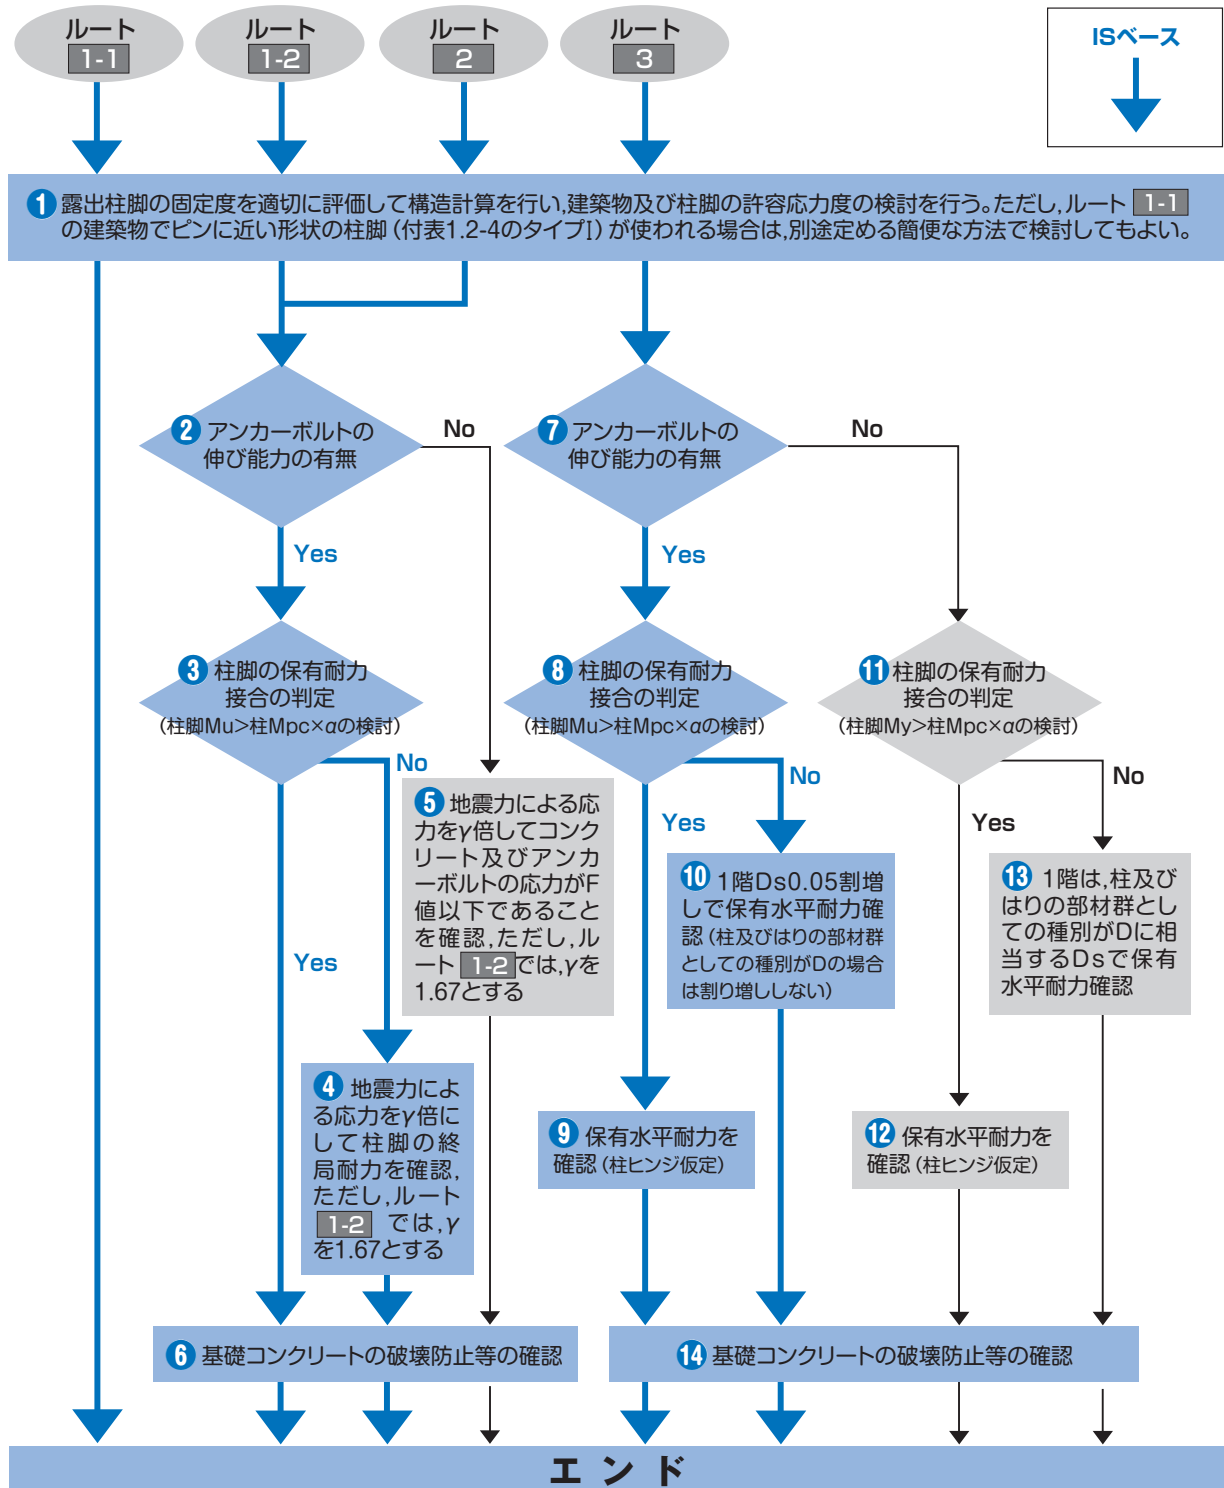 ルート
1-1
ルート
1-2
ルート
2
ルート
3
ISベース
❶ 露出柱脚の固定度を適切に評価して構造計算を行い,建築物及び柱脚の許容応力度の検討を行う。ただし,ルート 1-1
の建築物でピンに近い形状の柱脚（付表1.2-4のタイプI）が使われる場合は,別途定める簡便な方法で検討してもよい。
❷ アンカーボルトの
伸び能力の有無
No
Yes
❼ アンカーボルトの
伸び能力の有無
No
Yes
❸ 柱脚の保有耐力
接合の判定
（柱脚Mu>柱Mpc×αの検討）
No
Yes
❽ 柱脚の保有耐力
接合の判定
（柱脚Mu>柱Mpc×αの検討）
No
Yes
⓫ 柱脚の保有耐力
接合の判定
（柱脚My>柱Mpc×αの検討）
No
Yes
❺ 地震力による応
力をγ倍してコンク
リート及びアンカ
ーボルトの応力がF
値以下であること
を確認,ただし,ル
ート 1-2 では,γを
1.67とする
❿ 1階Ds0.05割増
しで保有水平耐力確
認（柱及びはりの部材群
としての種別がDの場合
は割り増ししない）
⓭ 1階は,柱及び
はりの部材群とし
ての種別がDに相
当するDsで保有
水平耐力確認
❹ 地震力によ
る応力をγ倍に
して柱脚の終
局耐力を確認,
ただし,ルート
1-2 では,γ
を1.67とする
❾ 保有水平耐力を
確認（柱ヒンジ仮定）
⓬ 保有水平耐力を
確認（柱ヒンジ仮定）
❻ 基礎コンクリートの破壊防止等の確認
⓮ 基礎コンクリートの破壊防止等の確認
エンド